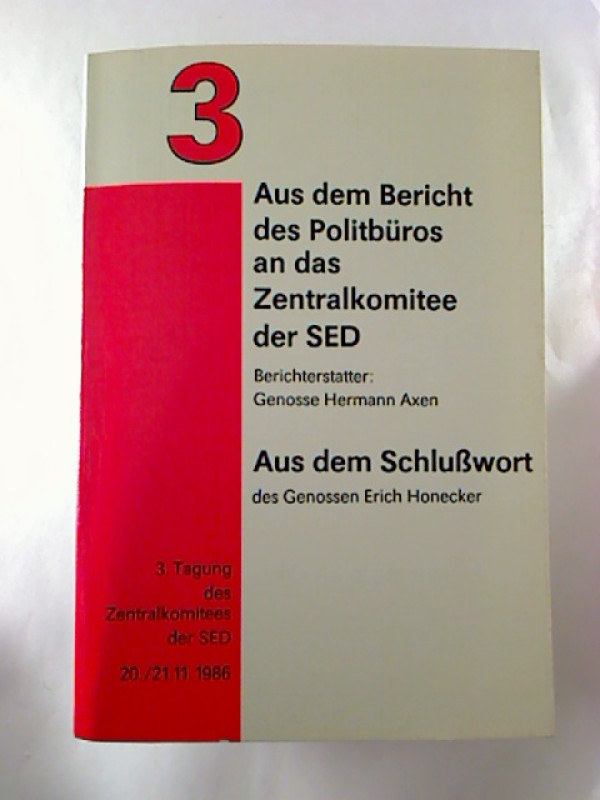 3
Aus dem Bericht
des Politbüros
an das
Zentralkomitee
der SED
Berichterstatter:
Genosse Hermann Axen
Aus dem Schlußwort
des Genossen Erich Honecker
3. Tagung
des
Zentralkomitees
der SED
20./21.11.1986